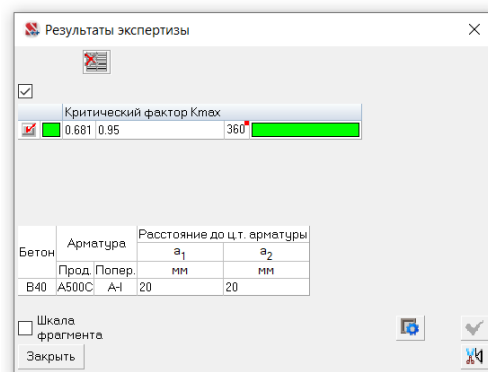 Результаты экспертизы
Критический фактор Kmax
0.681 0.95 360
Бетон Арматура Расстояние до ц.т. арматуры
a1 a2
Прод. Попер. мм мм
B40 A500C A-I 20 20
Шкала
фрагмента
Закрыть